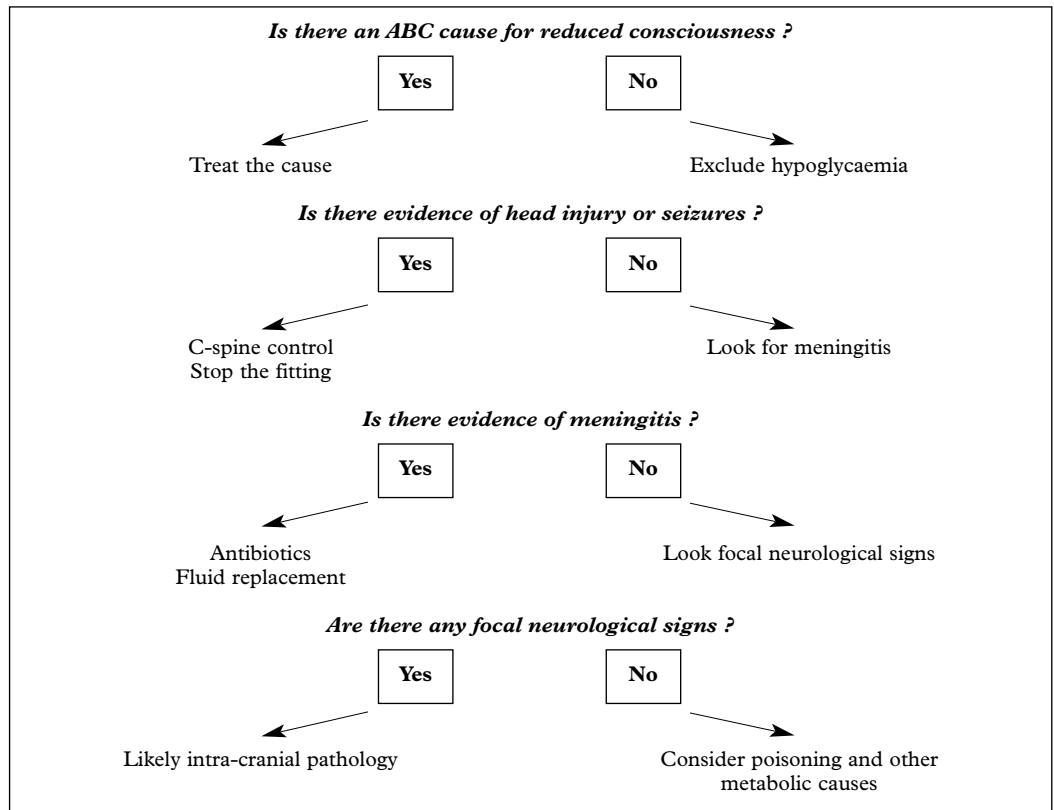 Is there an ABC cause for reduced consciousness ?
Yes
No
Treat the cause
Exclude hypoglycaemia
Is there evidence of head injury or seizures ?
Yes
No
C-spine control
Stop the fitting
Look for meningitis
Is there evidence of meningitis ?
Yes
No
Antibiotics
Fluid replacement
Look focal neurological signs
Are there any focal neurological signs ?
Yes
No
Likely intra-cranial pathology
Consider poisoning and other
metabolic causes